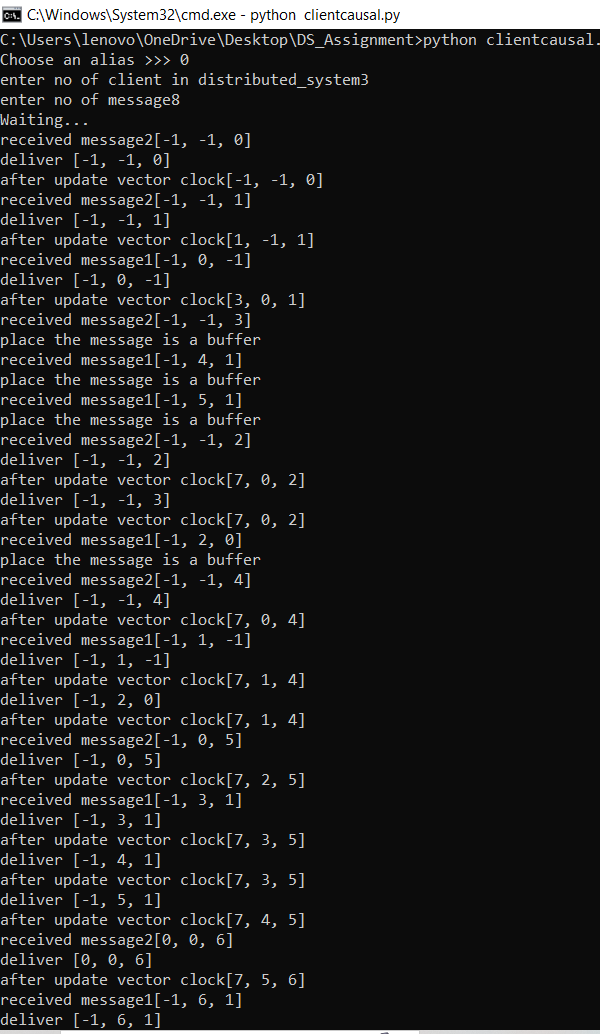 C:\Windows\System32\cmd.exe - python  clientcausal.py
C:\Users\lenovo\OneDrive\Desktop\DS_Assignment>python clientcausal.
Choose an alias >>> 0
enter no of client in distributed_system3
enter no of message8
Waiting...
received message2[-1, -1, 0]
deliver [-1, -1, 0]
after update vector clock[-1, -1, 0]
received message2[-1, -1, 1]
deliver [-1, -1, 1]
after update vector clock[1, -1, 1]
received message1[-1, 0, -1]
deliver [-1, 0, -1]
after update vector clock[3, 0, 1]
received message2[-1, -1, 3]
place the message is a buffer
received message1[-1, 4, 1]
place the message is a buffer
received message1[-1, 5, 1]
place the message is a buffer
received message2[-1, -1, 2]
deliver [-1, -1, 2]
after update vector clock[7, 0, 2]
deliver [-1, -1, 3]
after update vector clock[7, 0, 2]
received message1[-1, 2, 0]
place the message is a buffer
received message2[-1, -1, 4]
deliver [-1, -1, 4]
after update vector clock[7, 0, 4]
received message1[-1, 1, -1]
deliver [-1, 1, -1]
after update vector clock[7, 1, 4]
deliver [-1, 2, 0]
after update vector clock[7, 1, 4]
received message2[-1, 0, 5]
deliver [-1, 0, 5]
after update vector clock[7, 2, 5]
received message1[-1, 3, 1]
deliver [-1, 3, 1]
after update vector clock[7, 3, 5]
deliver [-1, 4, 1]
after update vector clock[7, 3, 5]
deliver [-1, 5, 1]
after update vector clock[7, 4, 5]
received message2[0, 0, 6]
deliver [0, 0, 6]
after update vector clock[7, 5, 6]
received message1[-1, 6, 1]
deliver [-1, 6, 1]